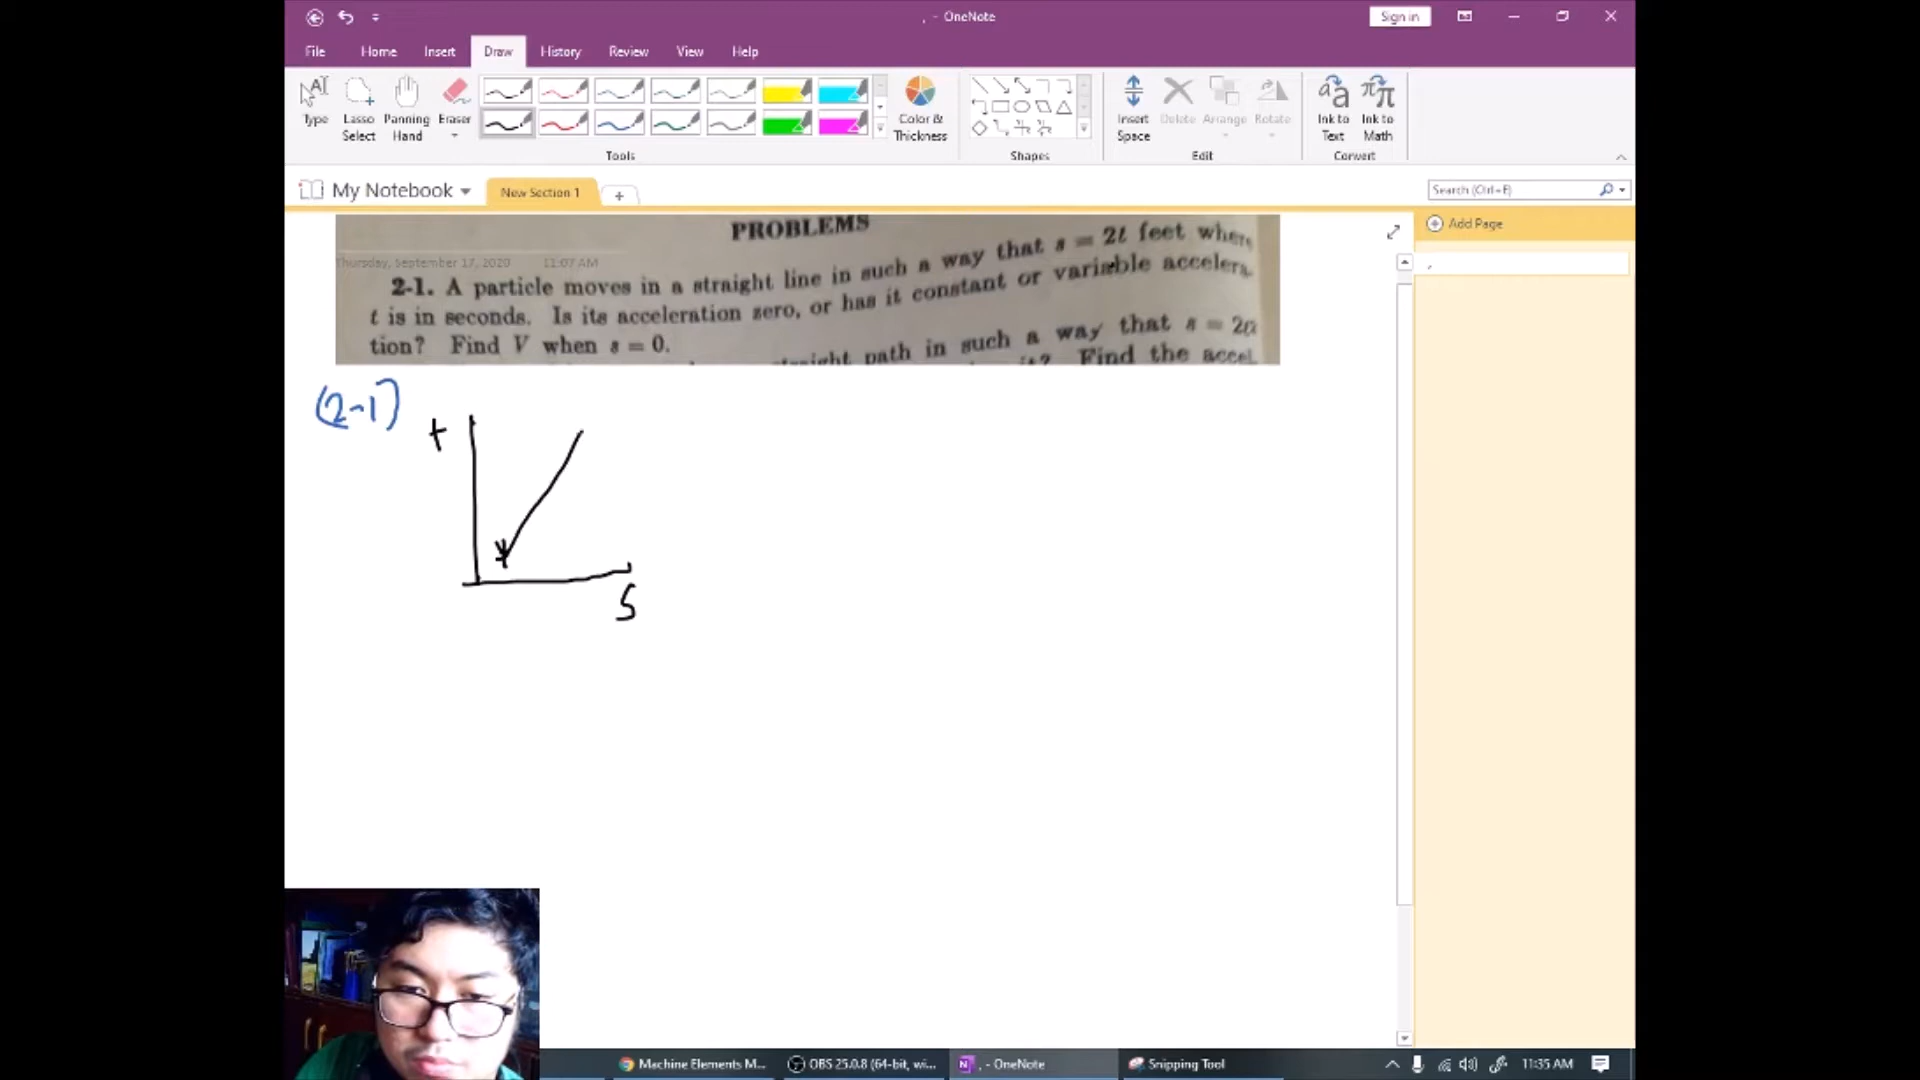 , - OneNote
Sign in
File Home Insert Draw History Review View Help
Type
Lasso Select
Panning Hand
Eraser
Color & Thickness
Insert Space
Delete
Arrange
Rotate
Ink to Text
Ink to Math
Tools
Shapes
Edit
Convert
My Notebook
New Section 1
Search (Ctrl+E)
Add Page
,
PROBLEMS
Thursday, September 17, 2020 11:07 AM
2-1. A particle moves in a straight line in such a way that s = 2t feet where
t is in seconds. Is its acceleration zero, or has it constant or variable accelera
tion? Find V when s = 0.
straight path in such a way that s = 2
it? Find the accel
(2-1)
t
S
Machine Elements M...
OBS 25.0.8 (64-bit, wi...
, - OneNote
Snipping Tool
11:35 AM